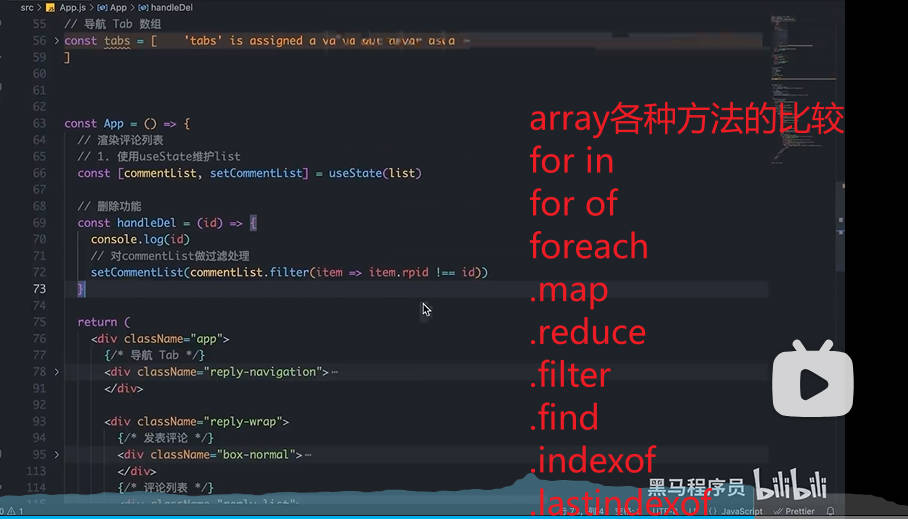 src > App.js > App > handleDel
55 // 导航 Tab 数组
56 > const tabs = [ 'tabs' is assigned a
59 ]
60
61
62
63 const App = () => {
64 // 渲染评论列表
65 // 1. 使用useState维护list
66 const [commentList, setCommentList] = useState(list)
67
68 // 删除功能
69 const handleDel = (id) => {
70 console.log(id)
71 // 对commentList做过滤处理
72 setCommentList(commentList.filter(item => item.rpid !== id))
73 }
74
75 return (
76 <div className="app">
77 {/* 导航 Tab */}
78 > <div className="reply-navigation">⋯
91 </div>
92
93 <div className="reply-wrap">
94 {/* 发表评论 */}
95 > <div className="box-normal">⋯
113 </div>
114 {/* 评论列表 */}
array各种方法的比较
for in
for of
foreach
.map
.reduce
.filter
.find
.indexof
.lastindexof
黑马程序员 bilibili
0 1
JavaScript
Prettier